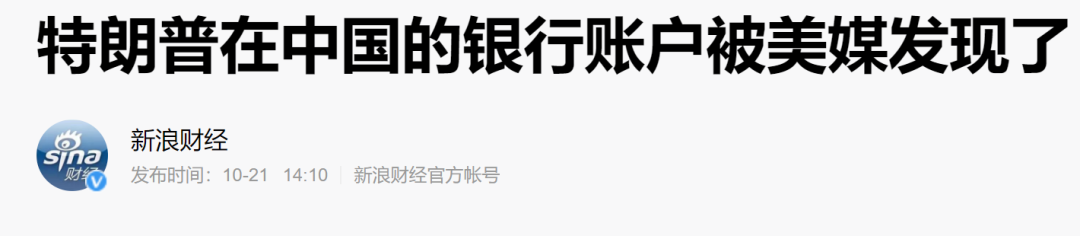 特朗普在中国的银行账户被美媒发现了
sina
财经
新浪财经
V
发布时间：10-21 14:10 新浪财经官方帐号